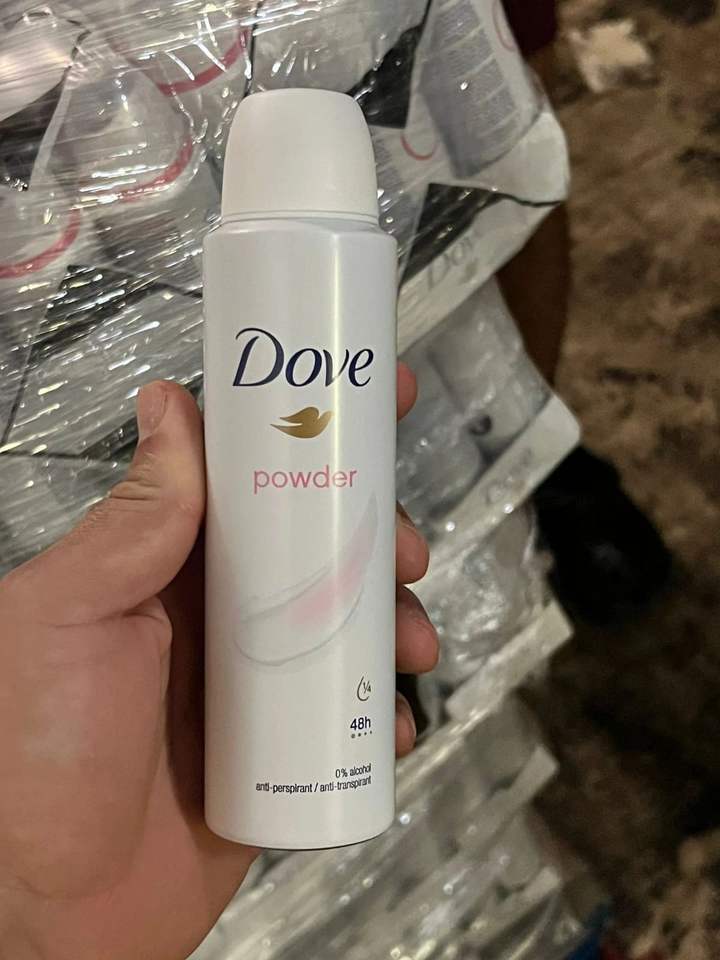 Dove
powder
¼
48h
0% alcohol
anti-perspirant / anti-transpirant